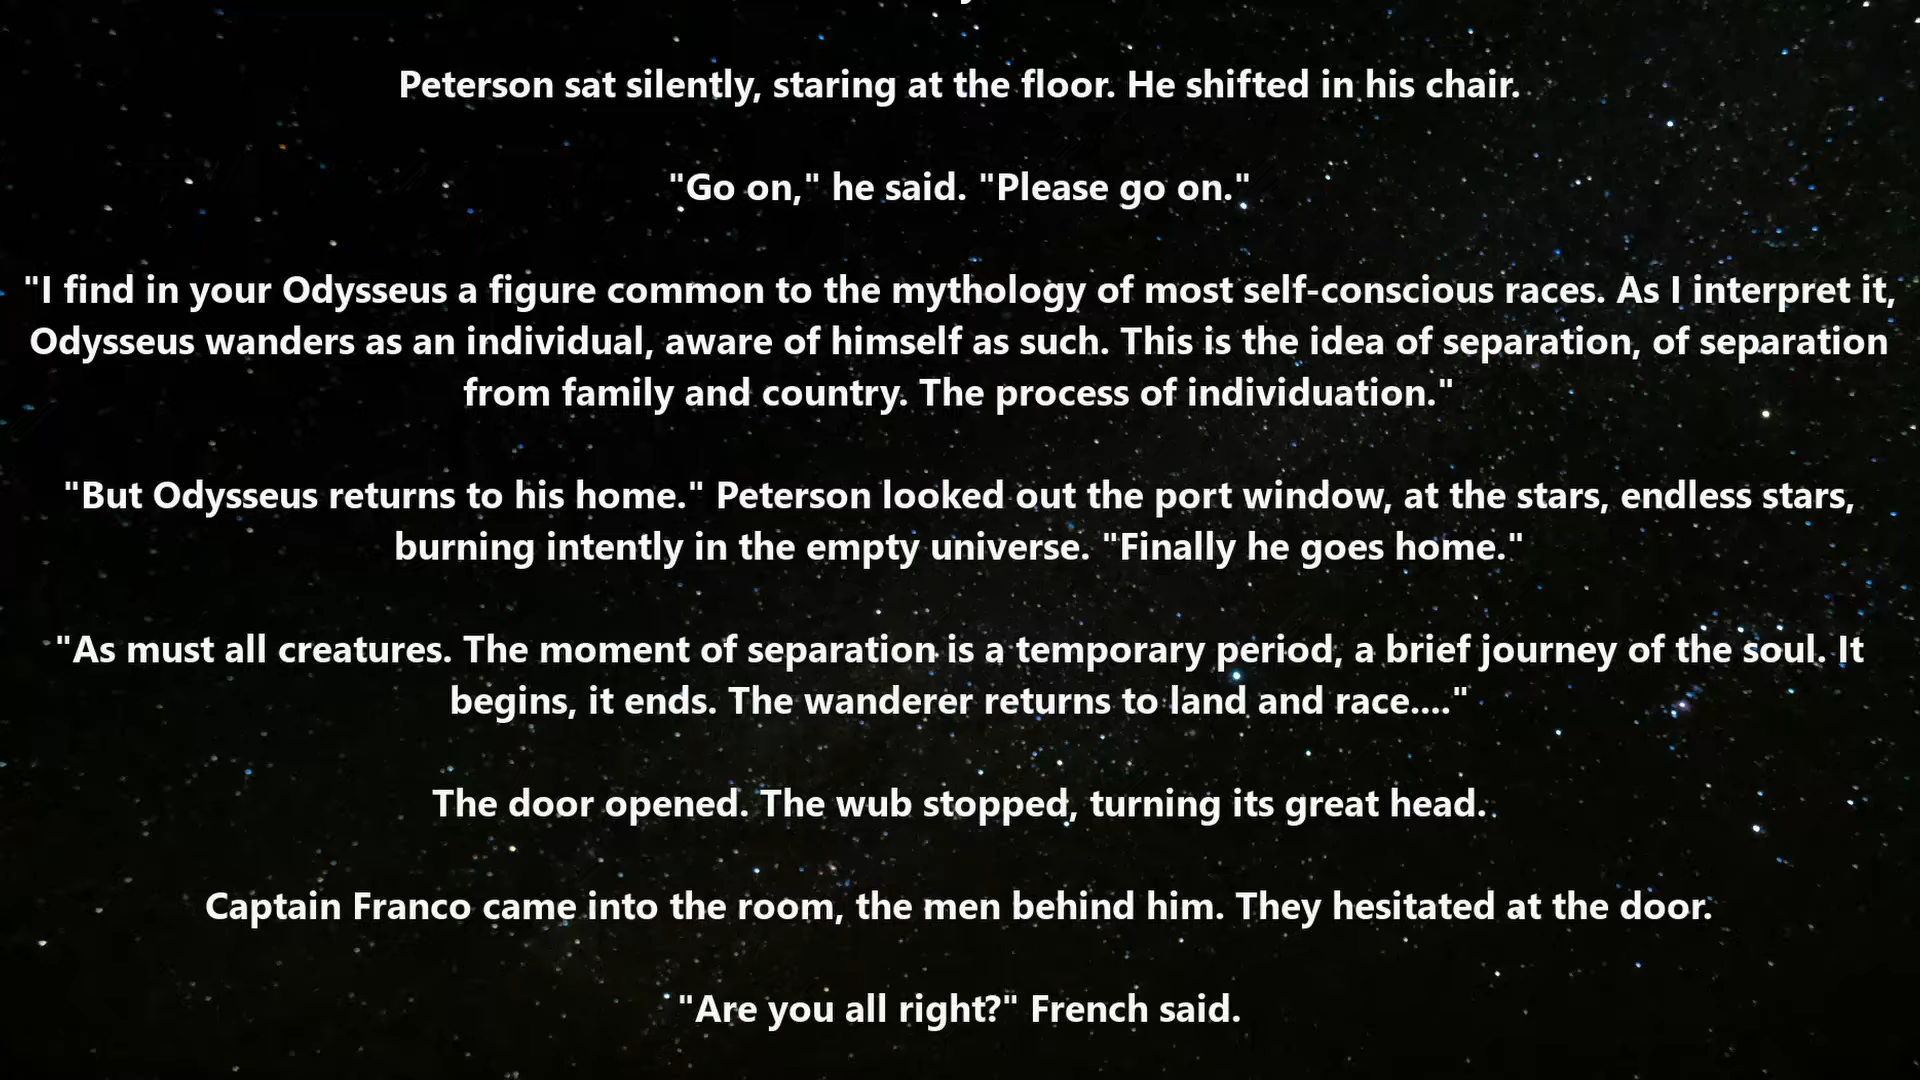 Peterson sat silently, staring at the floor. He shifted in his chair.
"Go on," he said. "Please go on."
"I find in your Odysseus a figure common to the mythology of most self-conscious races. As I interpret it,
Odysseus wanders as an individual, aware of himself as such. This is the idea of separation, of separation
from family and country. The process of individuation."
"But Odysseus returns to his home." Peterson looked out the port window, at the stars, endless stars,
burning intently in the empty universe. "Finally he goes home."
"As must all creatures. The moment of separation is a temporary period, a brief journey of the soul. It
begins, it ends. The wanderer returns to land and race...."
The door opened. The wub stopped, turning its great head.
Captain Franco came into the room, the men behind him. They hesitated at the door.
"Are you all right?" French said.